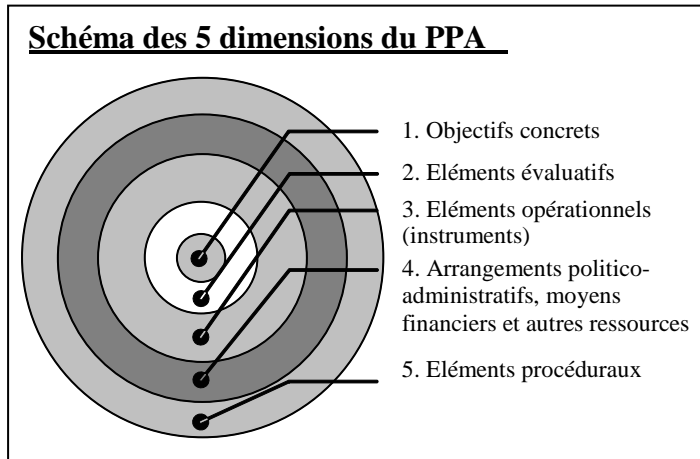 Schéma des 5 dimensions du PPA
1. Objectifs concrets
2. Eléments évaluatifs
3. Eléments opérationnels
(instruments)
4. Arrangements politico-
administratifs, moyens
financiers et autres ressources
5. Eléments procéduraux